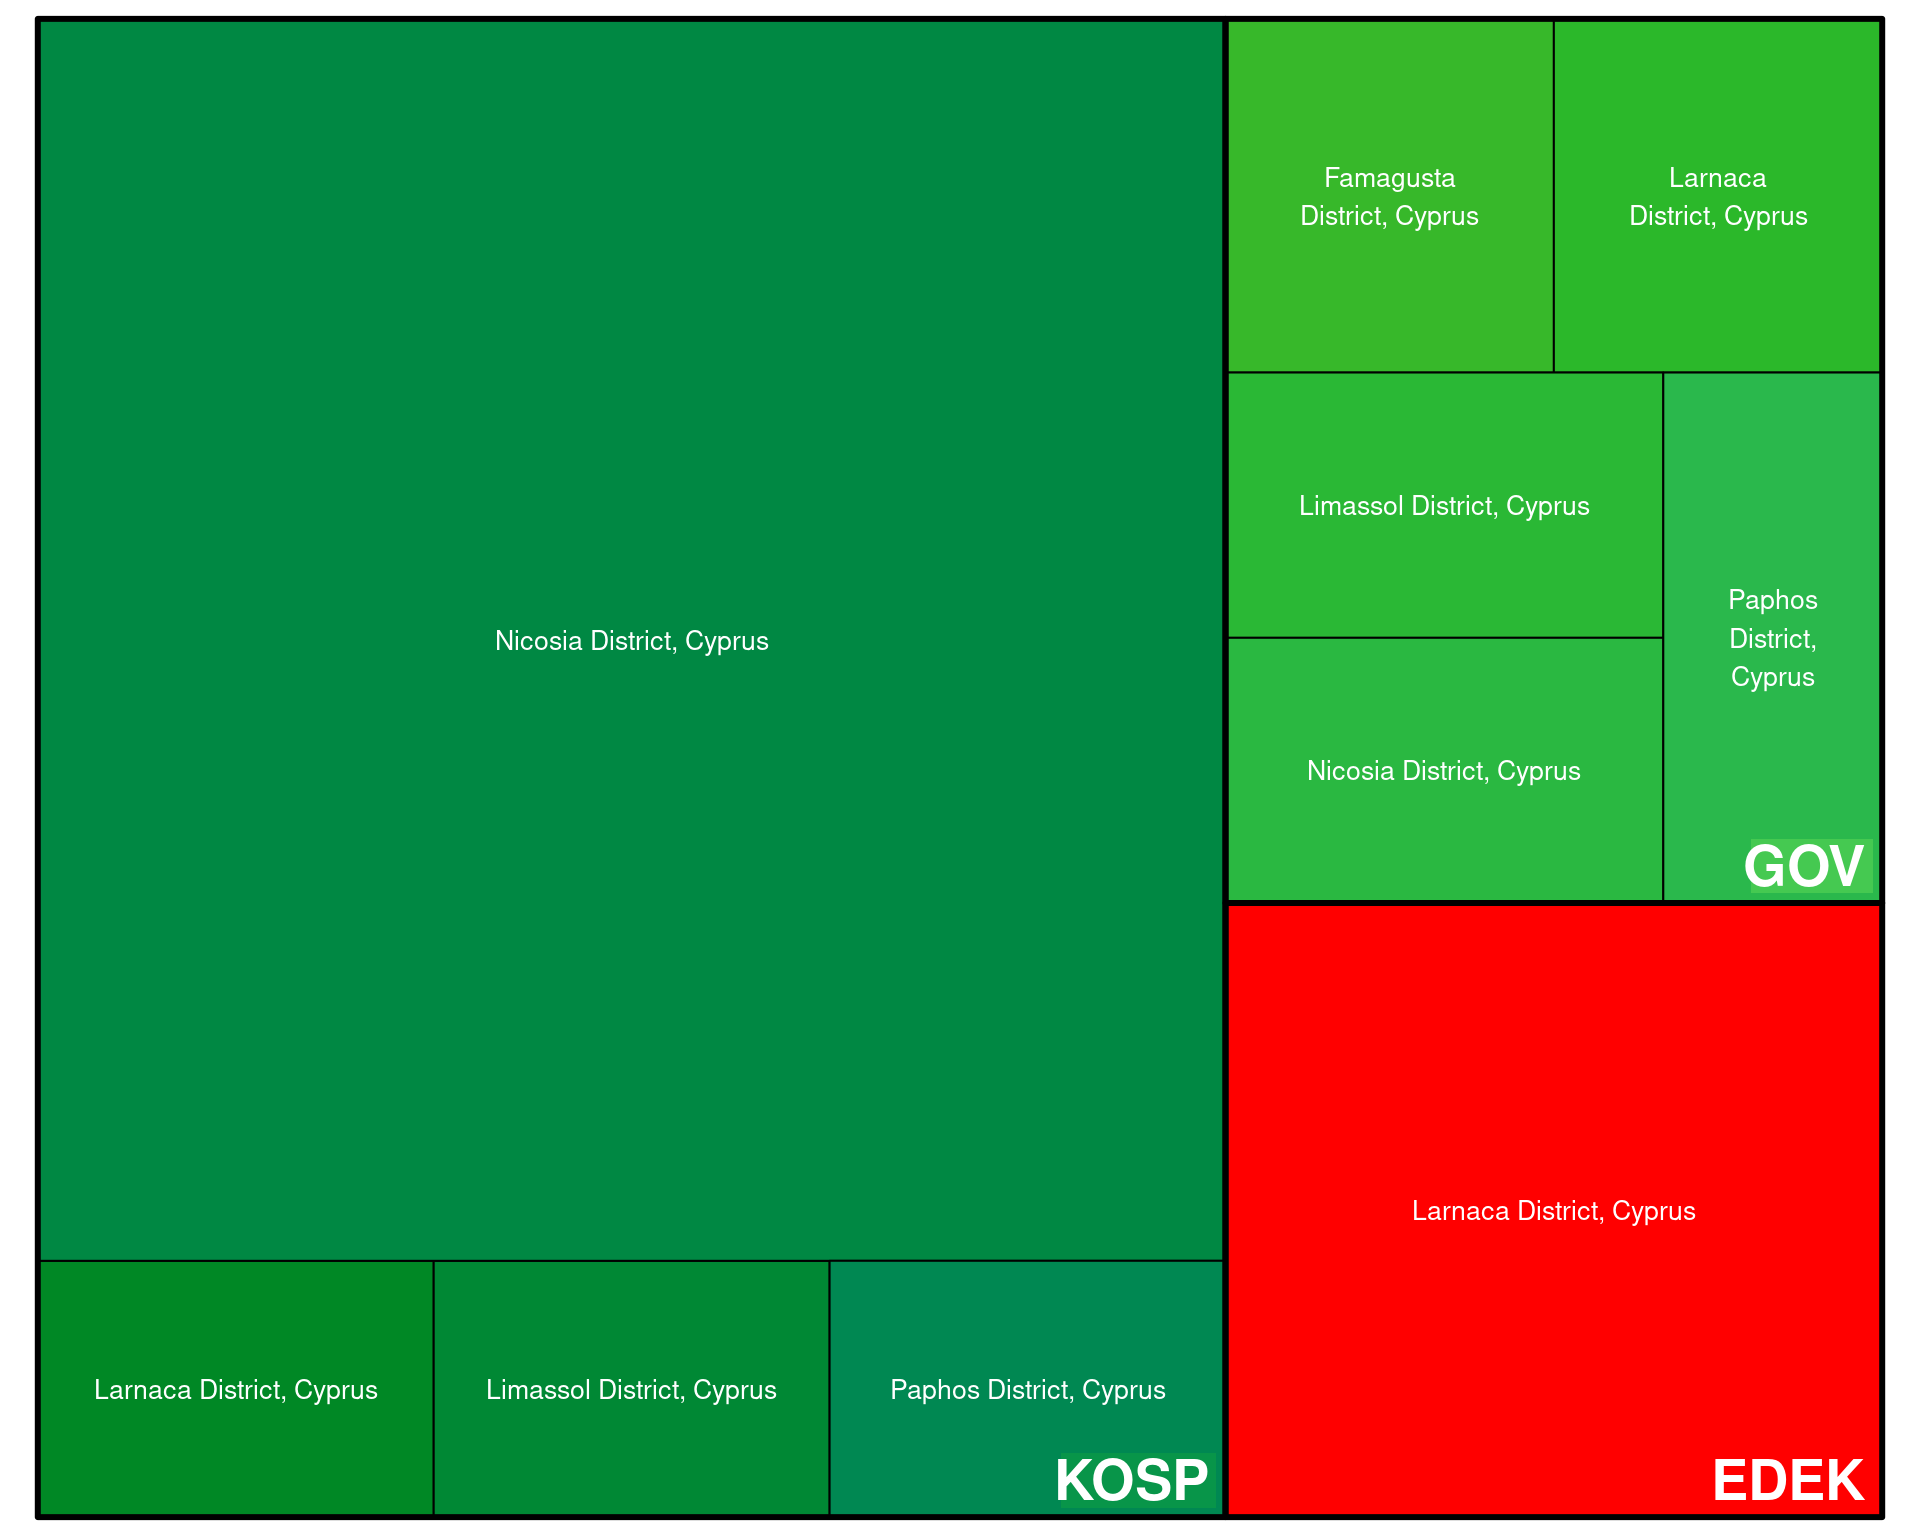 Nicosia District, Cyprus
Larnaca District, Cyprus
Limassol District, Cyprus
Paphos District, Cyprus
KOSP
Famagusta
District, Cyprus
Larnaca
District, Cyprus
Limassol District, Cyprus
Nicosia District, Cyprus
Paphos
District,
Cyprus
GOV
Larnaca District, Cyprus
EDEK